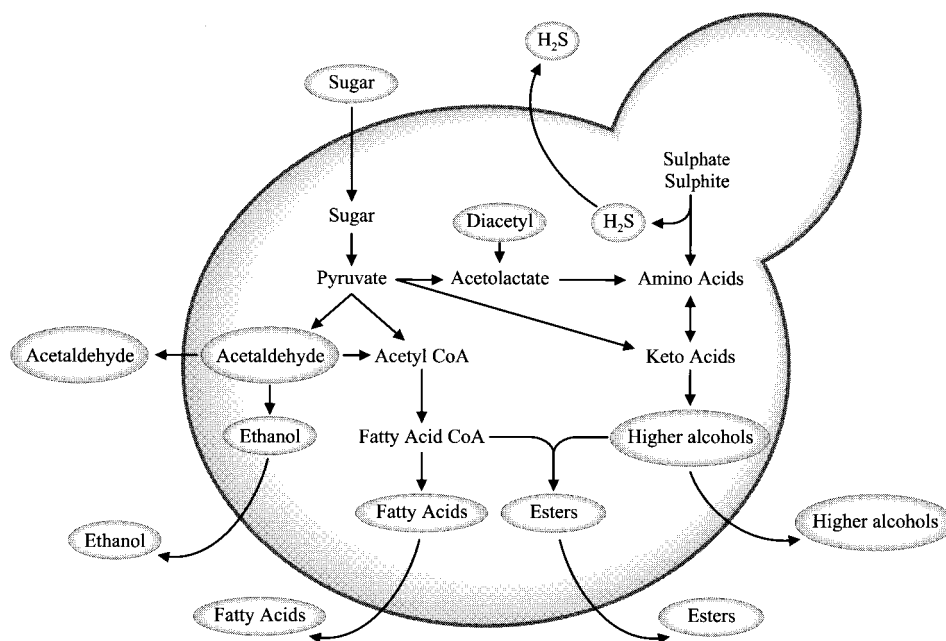 H₂S
Sugar
Sulphate
Sulphite
Sugar
Diacetyl
H₂S
Pyruvate
Acetolactate
Amino Acids
Acetaldehyde
Acetaldehyde
Acetyl CoA
Keto Acids
Ethanol
Fatty Acid CoA
Higher alcohols
Fatty Acids
Esters
Higher alcohols
Ethanol
Fatty Acids
Esters